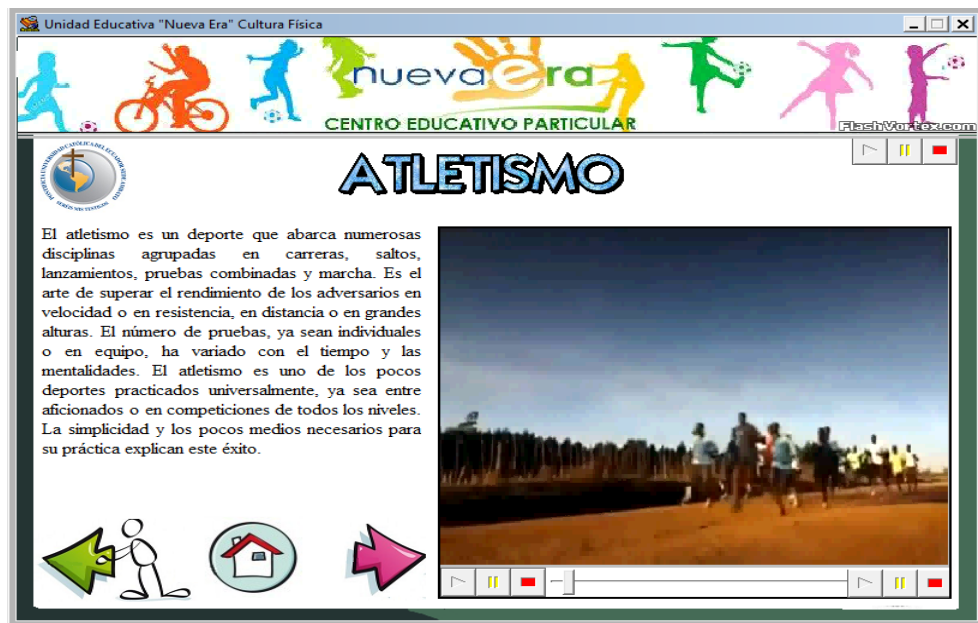 Unidad Educativa "Nueva Era" Cultura Física
nueva era
CENTRO EDUCATIVO PARTICULAR
FlashVortex.com
ATLETISMO
El atletismo es un deporte que abarca numerosas
disciplinas agrupadas en carreras, saltos,
lanzamientos, pruebas combinadas y marcha. Es el
arte de superar el rendimiento de los adversarios en
velocidad o en resistencia, en distancia o en grandes
alturas. El número de pruebas, ya sean individuales
o en equipo, ha variado con el tiempo y las
mentalidades. El atletismo es uno de los pocos
deportes practicados universalmente, ya sea entre
aficionados o en competiciones de todos los niveles.
La simplicidad y los pocos medios necesarios para
su práctica explican este éxito.